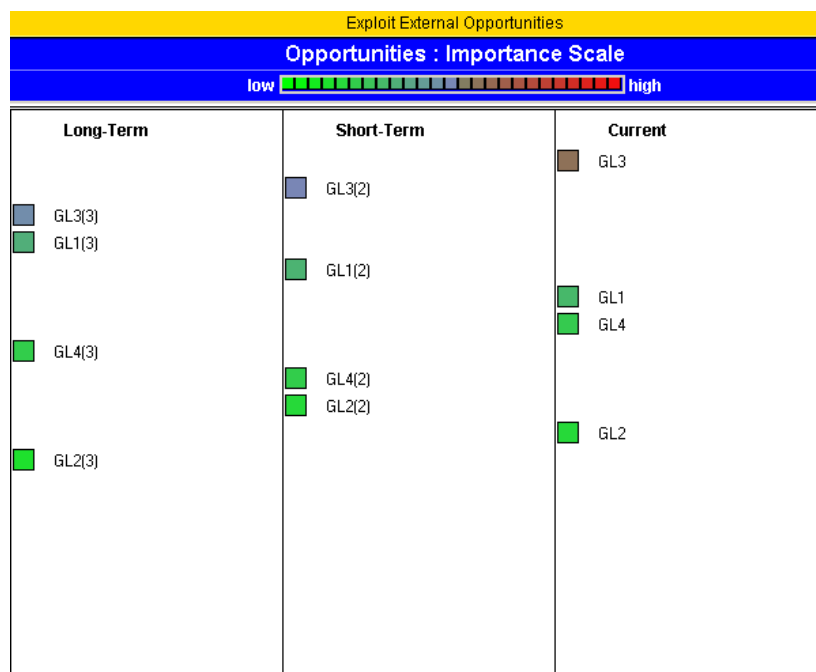 Exploit External Opportunities
Opportunities : Importance Scale
low high
Long-Term Short-Term Current
GL3
GL3(2)
GL3(3)
GL1(3)
GL1(2)
GL1
GL4
GL4(3)
GL4(2)
GL2(2)
GL2
GL2(3)